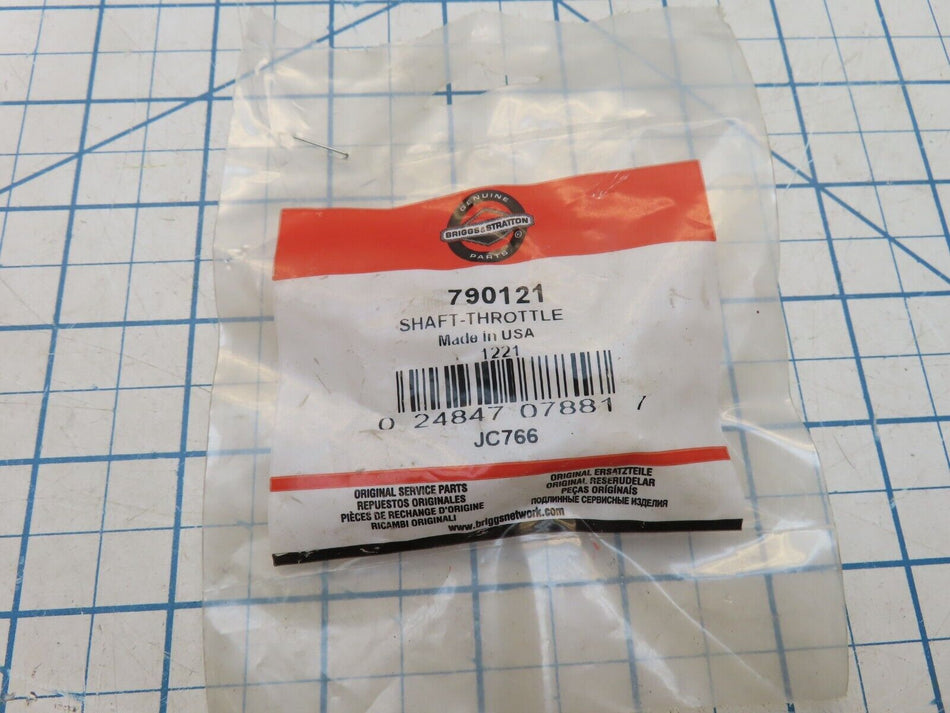 GENUINE
BRIGGS & STRATTON
®
PARTS
790121
SHAFT-THROTTLE
Made in USA
1221
0 24847 07881 7
JC766
ORIGINAL SERVICE PARTS
REPUESTOS ORIGINALES
PIÈCES DE RECHANGE D'ORIGINE
RICAMBI ORIGINALI
ORIGINAL ERSATZTEILE
ORIGINAL RESERUDELAR
PEÇAS ORIGINAIS
ПОДЛИННЫЕ СЕРВИСНЫЕ ИЗДЕЛИЯ
www.briggsnetwork.com